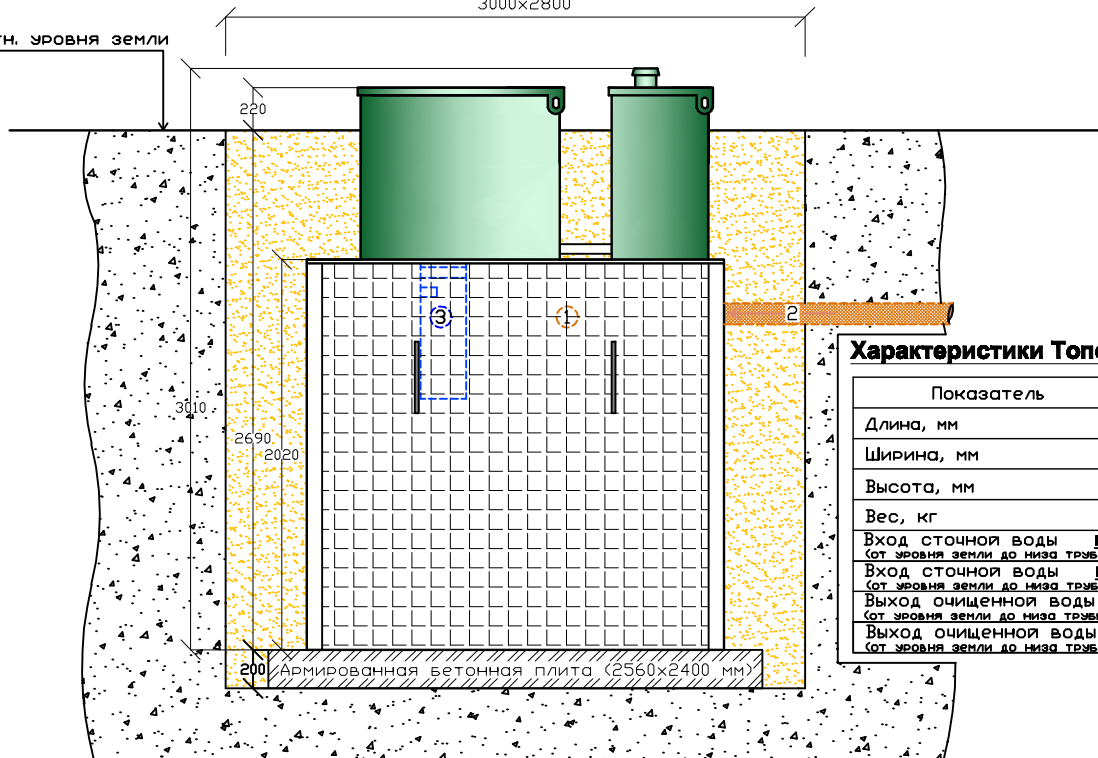 3000x2800
тн. уровня земли
220
3
1
2
3010
2690
2020
200
Армированная бетонная плита (2560x2400 мм)
Характеристики Топо
Показатель
Длина, мм
Ширина, мм
Высота, мм
Вес, кг
Вход сточной воды
(от уровня земли до низа труб
Вход сточной воды
(от уровня земли до низа труб
Выход очищенной воды
(от уровня земли до низа труб
Выход очищенной воды
(от уровня земли до низа труб